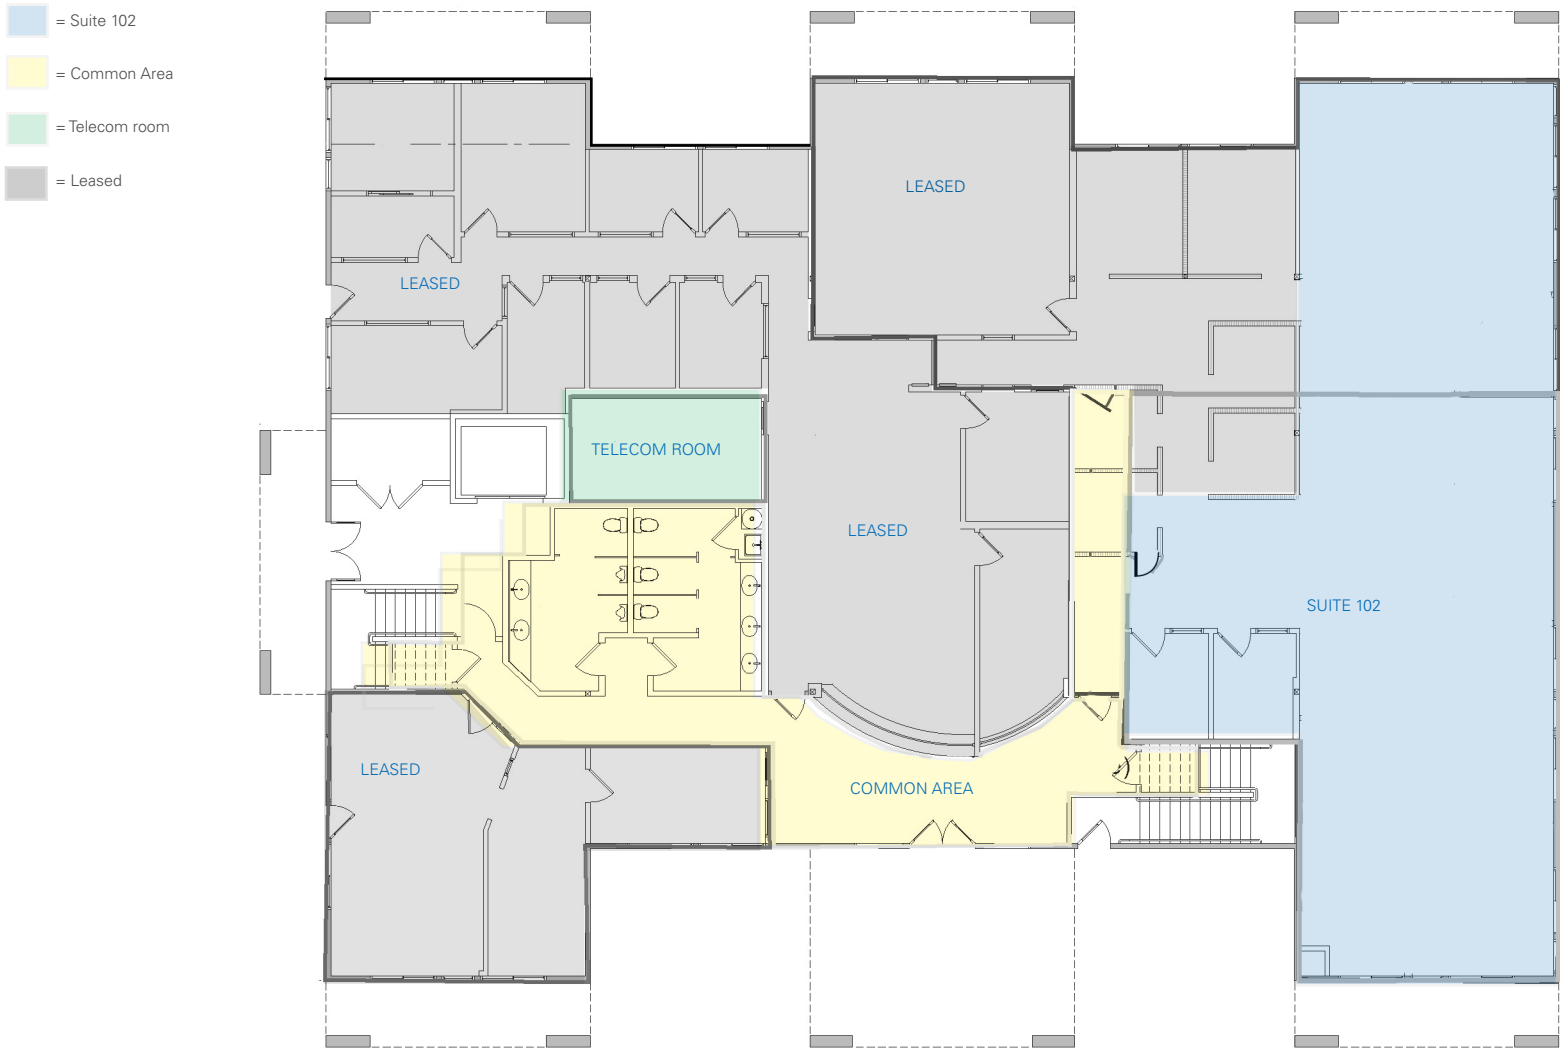 = Suite 102
= Common Area
= Telecom room
= Leased
LEASED
LEASED
TELECOM ROOM
LEASED
SUITE 102
LEASED
COMMON AREA